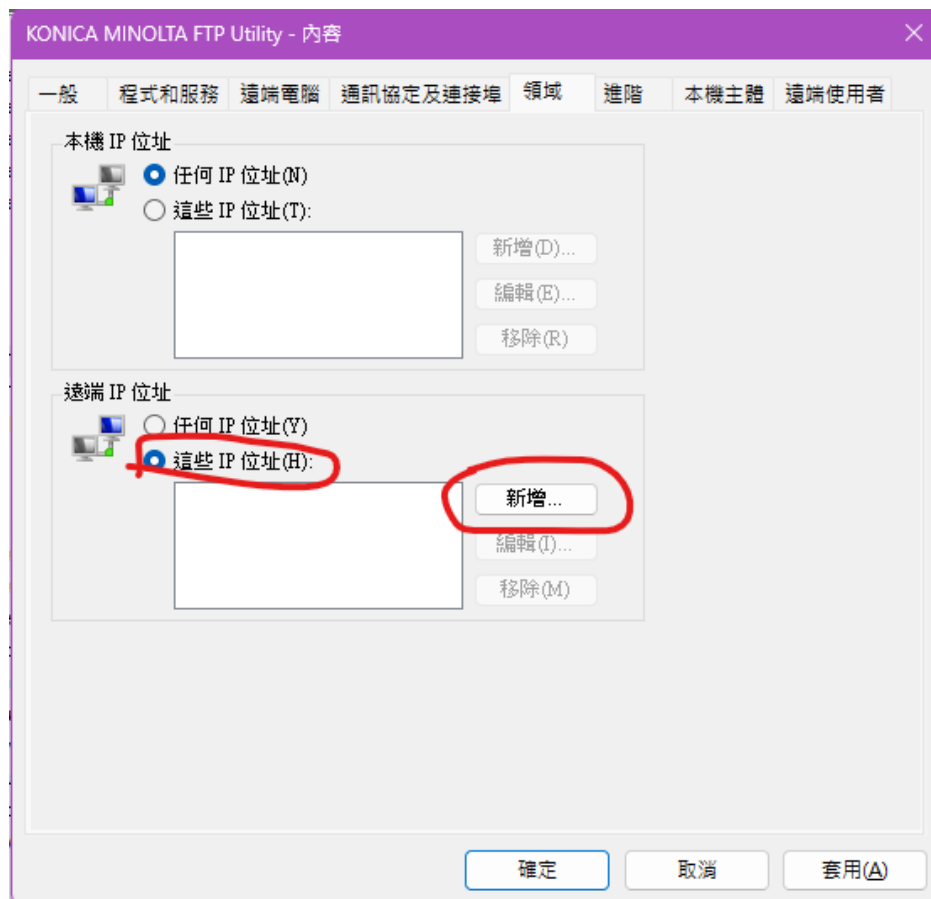 KONICA MINOLTA FTP Utility - 內容
一般 程式和服務 遠端電腦 通訊協定及連接埠 領域 進階 本機主體 遠端使用者
本機 IP 位址
任何 IP 位址(N)
這些 IP 位址(T):
新增(D)...
編輯(E)...
移除(R)
遠端 IP 位址
任何 IP 位址(Y)
這些 IP 位址(H):
新增...
編輯(I)...
移除(M)
確定 取消 套用(A)